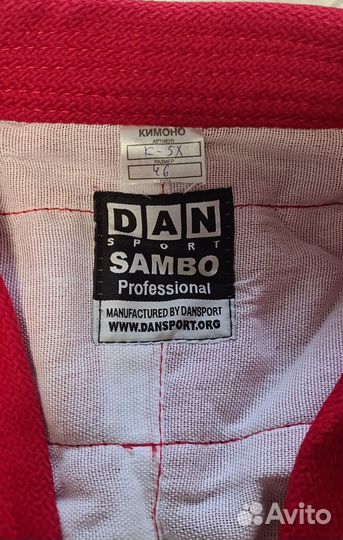 КИМОНО
АРТИКУЛ
К-5Х
РАЗМЕР
46
DAN
SPORT
SAMBO
Professional
MANUFACTURED BY DANSPORT
WWW.DANSPORT.ORG
Avito